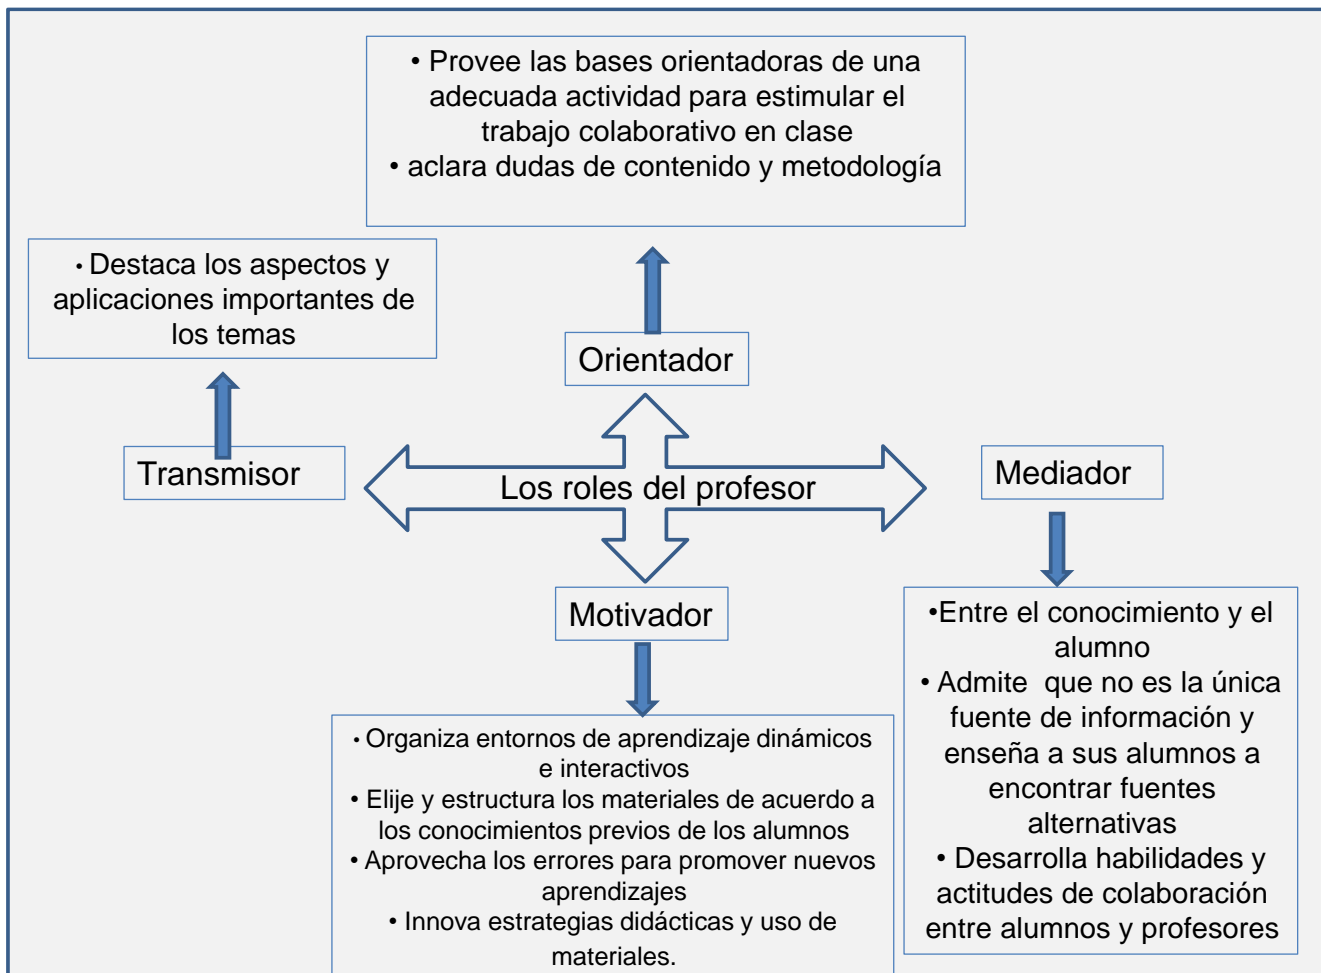 • Provee las bases orientadoras de una
adecuada actividad para estimular el
trabajo colaborativo en clase
• aclara dudas de contenido y metodología
• Destaca los aspectos y
aplicaciones importantes de
los temas
Orientador
Transmisor
Los roles del profesor
Mediador
Motivador
•Entre el conocimiento y el
alumno
• Admite que no es la única
fuente de información y
enseña a sus alumnos a
encontrar fuentes
alternativas
• Desarrolla habilidades y
actitudes de colaboración
entre alumnos y profesores
• Organiza entornos de aprendizaje dinámicos
e interactivos
• Elije y estructura los materiales de acuerdo a
los conocimientos previos de los alumnos
• Aprovecha los errores para promover nuevos
aprendizajes
• Innova estrategias didácticas y uso de
materiales.